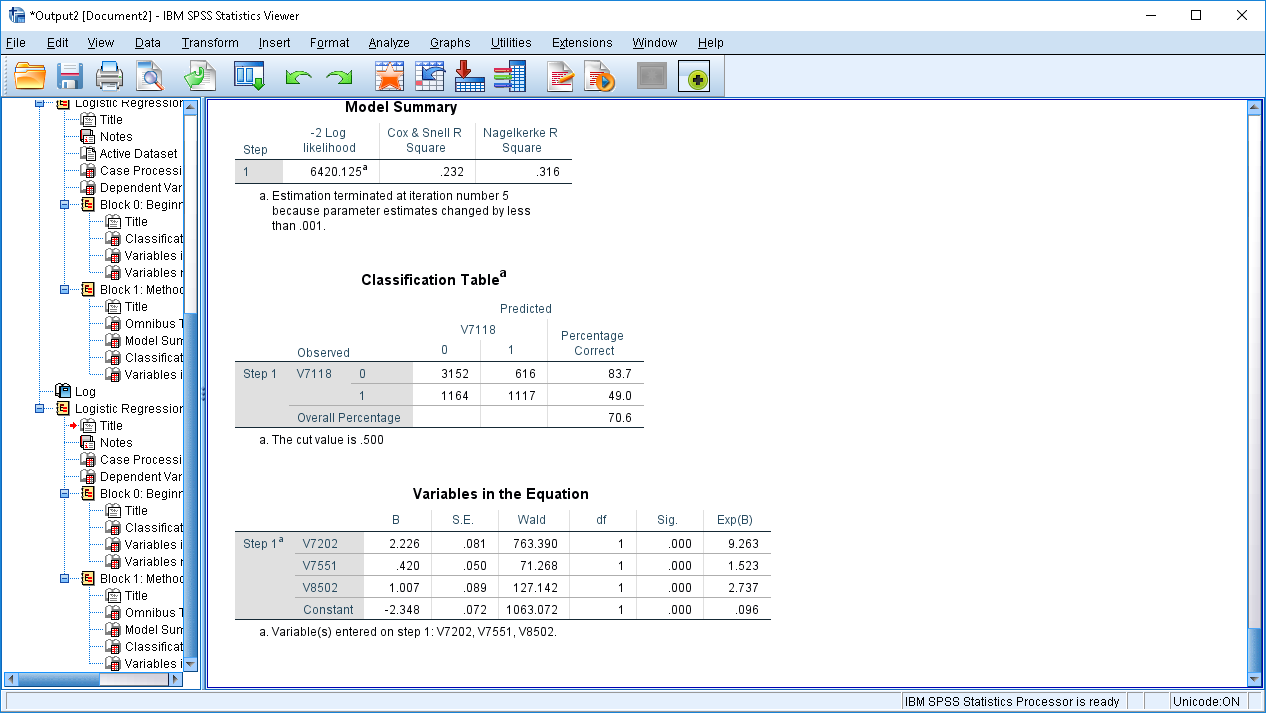 *Output2 [Document2] - IBM SPSS Statistics Viewer
File Edit View Data Transform Insert Format Analyze Graphs Utilities Extensions Window Help
Logistic Regression
Title
Notes
Active Dataset
Case Processi
Dependent Var
Block 0: Beginn
Title
Classificat
Variables i
Variables n
Block 1: Method
Title
Omnibus T
Model Sum
Classificat
Variables i
Log
Logistic Regression
Title
Notes
Case Processi
Dependent Var
Block 0: Beginn
Title
Classificat
Variables i
Variables n
Block 1: Method
Title
Omnibus T
Model Sum
Classificat
Variables i
Model Summary
Step -2 Log likelihood Cox & Snell R Square Nagelkerke R Square
1 6420.125a .232 .316
a. Estimation terminated at iteration number 5
because parameter estimates changed by less
than .001.
Classification Tablea
Predicted
V7118 Percentage Correct
Observed 0 1
Step 1 V7118 0 3152 616 83.7
1 1164 1117 49.0
Overall Percentage 70.6
a. The cut value is .500
Variables in the Equation
B S.E. Wald df Sig. Exp(B)
Step 1a V7202 2.226 .081 763.390 1 .000 9.263
V7551 .420 .050 71.268 1 .000 1.523
V8502 1.007 .089 127.142 1 .000 2.737
Constant -2.348 .072 1063.072 1 .000 .096
a. Variable(s) entered on step 1: V7202, V7551, V8502.
IBM SPSS Statistics Processor is ready Unicode:ON